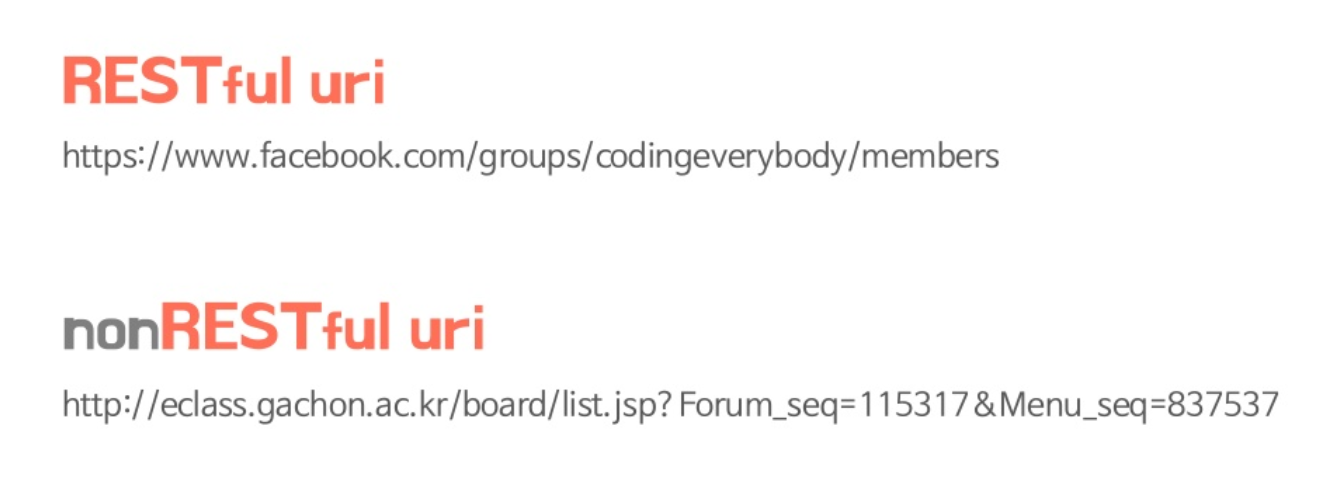 RESTful uri
https://www.facebook.com/groups/codingeverybody/members
nonRESTful uri
http://eclass.gachon.ac.kr/board/list.jsp? Forum_seq=115317&Menu_seq=837537